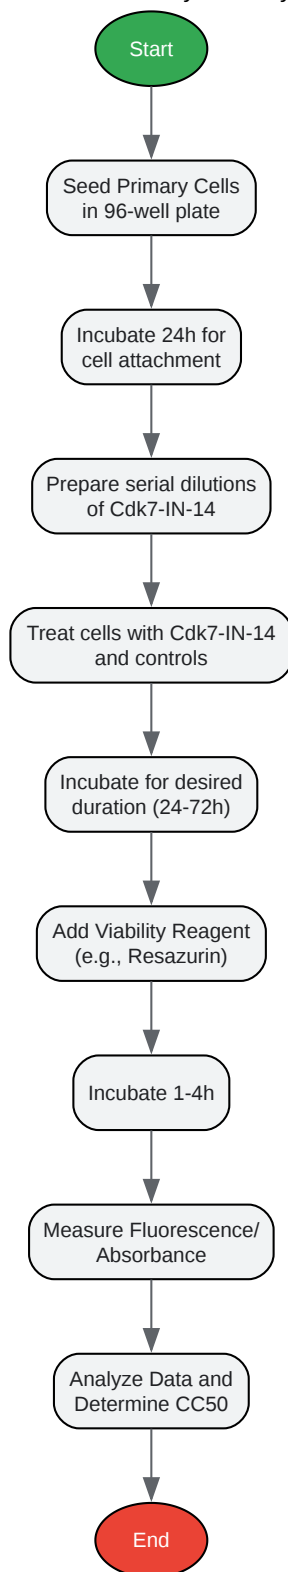 Start
Seed Primary Cells
in 96-well plate
Incubate 24h for
cell attachment
Prepare serial dilutions
of Cdk7-IN-14
Treat cells with Cdk7-IN-14
and controls
Incubate for desired
duration (24-72h)
Add Viability Reagent
(e.g., Resazurin)
Incubate 1-4h
Measure Fluorescence/
Absorbance
Analyze Data and
Determine CC50
End